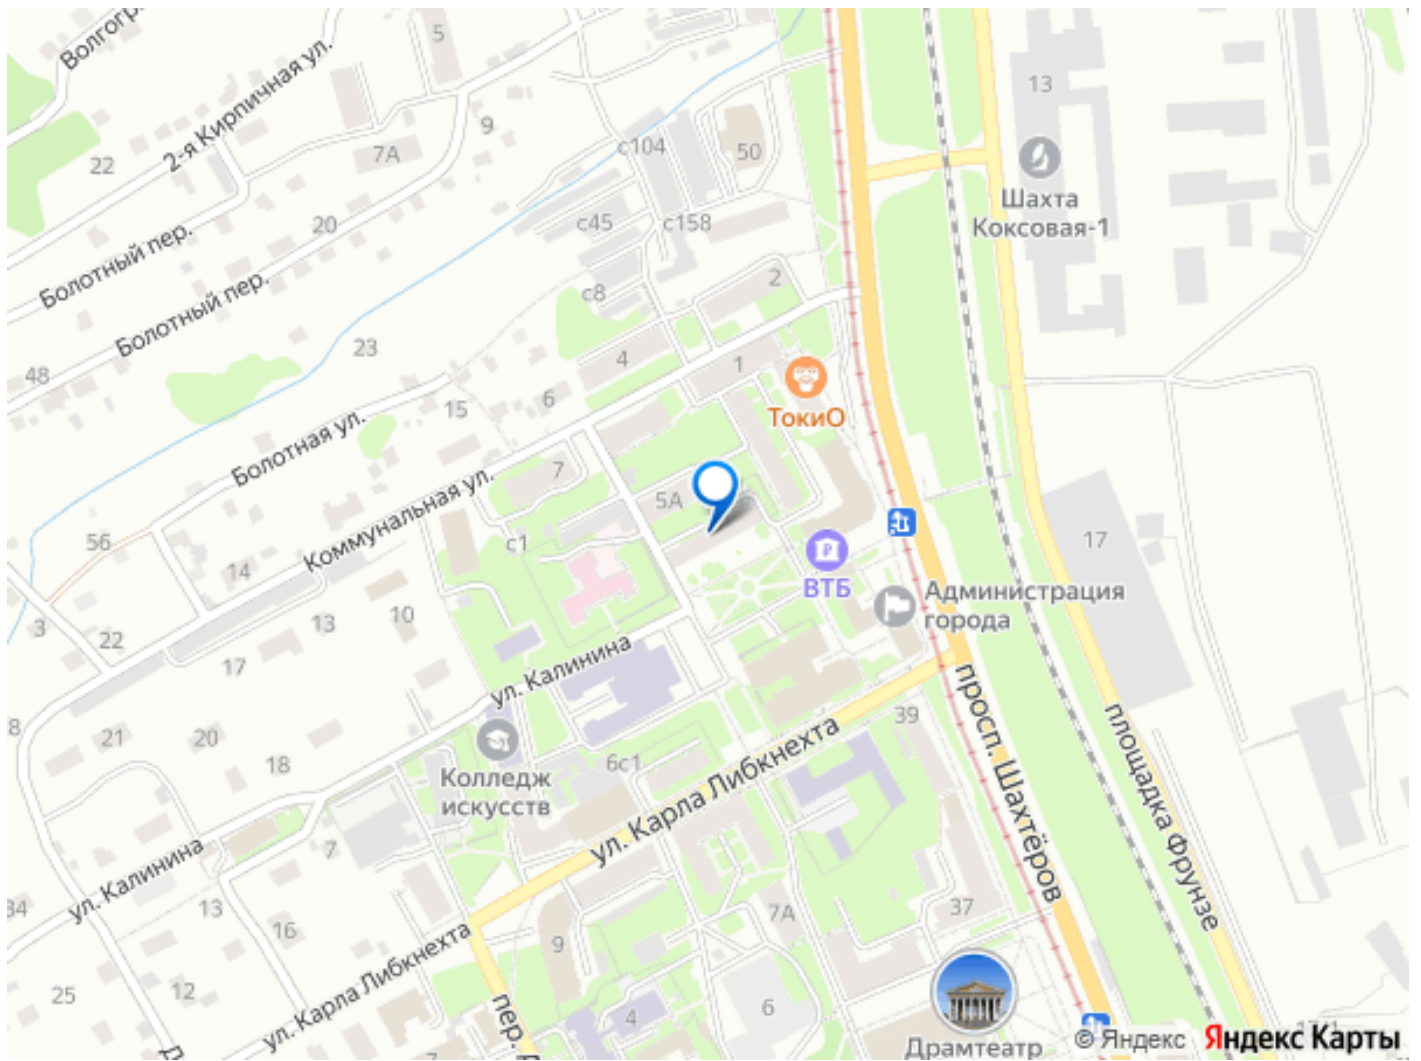 Волгогр
5
2-я Кирпичная ул.
13
9
с104
22
7А
50
Шахта
Коксовая-1
20
с45
с158
Болотный пер.
2
Болотный пер.
с8
23
4
1
48
6
ТокиО
15
Болотная ул.
7
5А
Коммунальная ул.
56
с1
17
14
ВТБ
Администрация
города
10
3
22
13
ул. Калинина
17
просп. Шахтёров
39
площадка Фрунзе
8
21
20
18
6с1
Колледж
искусств
ул. Карла Либкнехта
7
ул. Калинина
34
13
37
7А
16
9
ул. Карла Либкнехта
12
25
6
пер.
4
7
Драмтеатр
© Яндекс Яндекс Карты